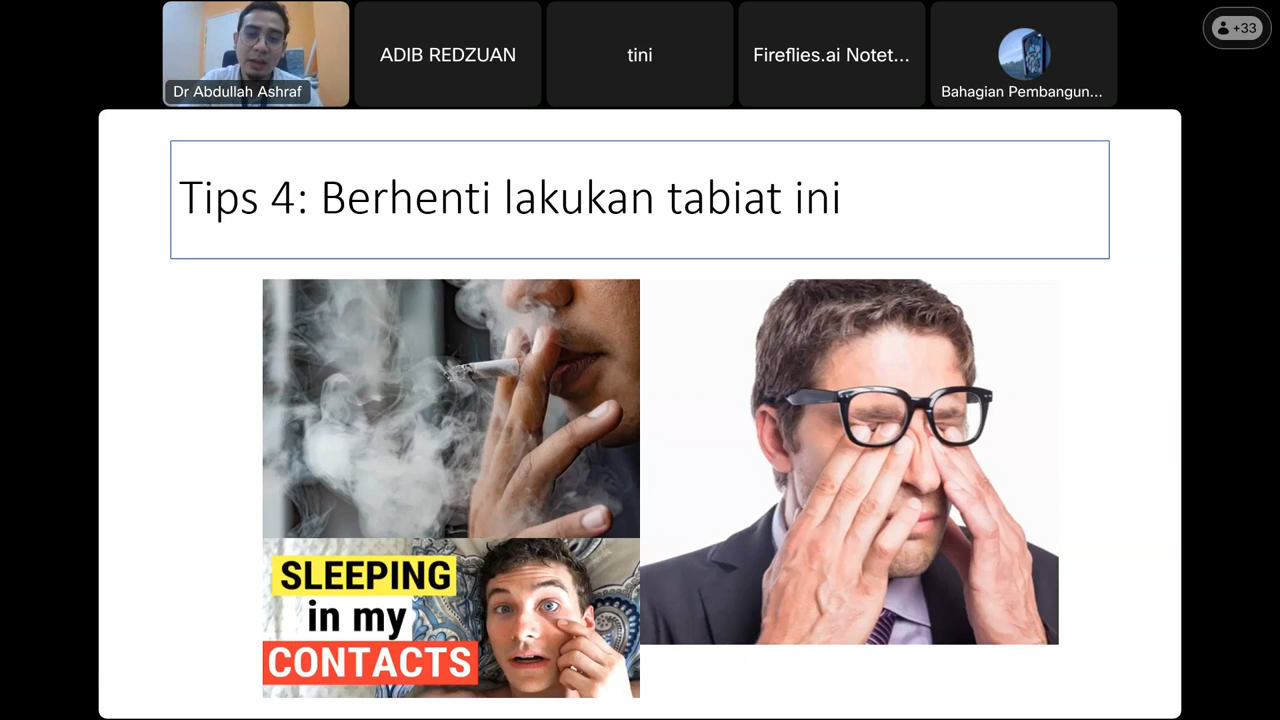 Dr Abdullah Ashraf
ADIB REDZUAN
tini
Fireflies.ai Notet...
Bahagian Pembangun...
+33
Tips 4: Berhenti lakukan tabiat ini
SLEEPING
in my
CONTACTS